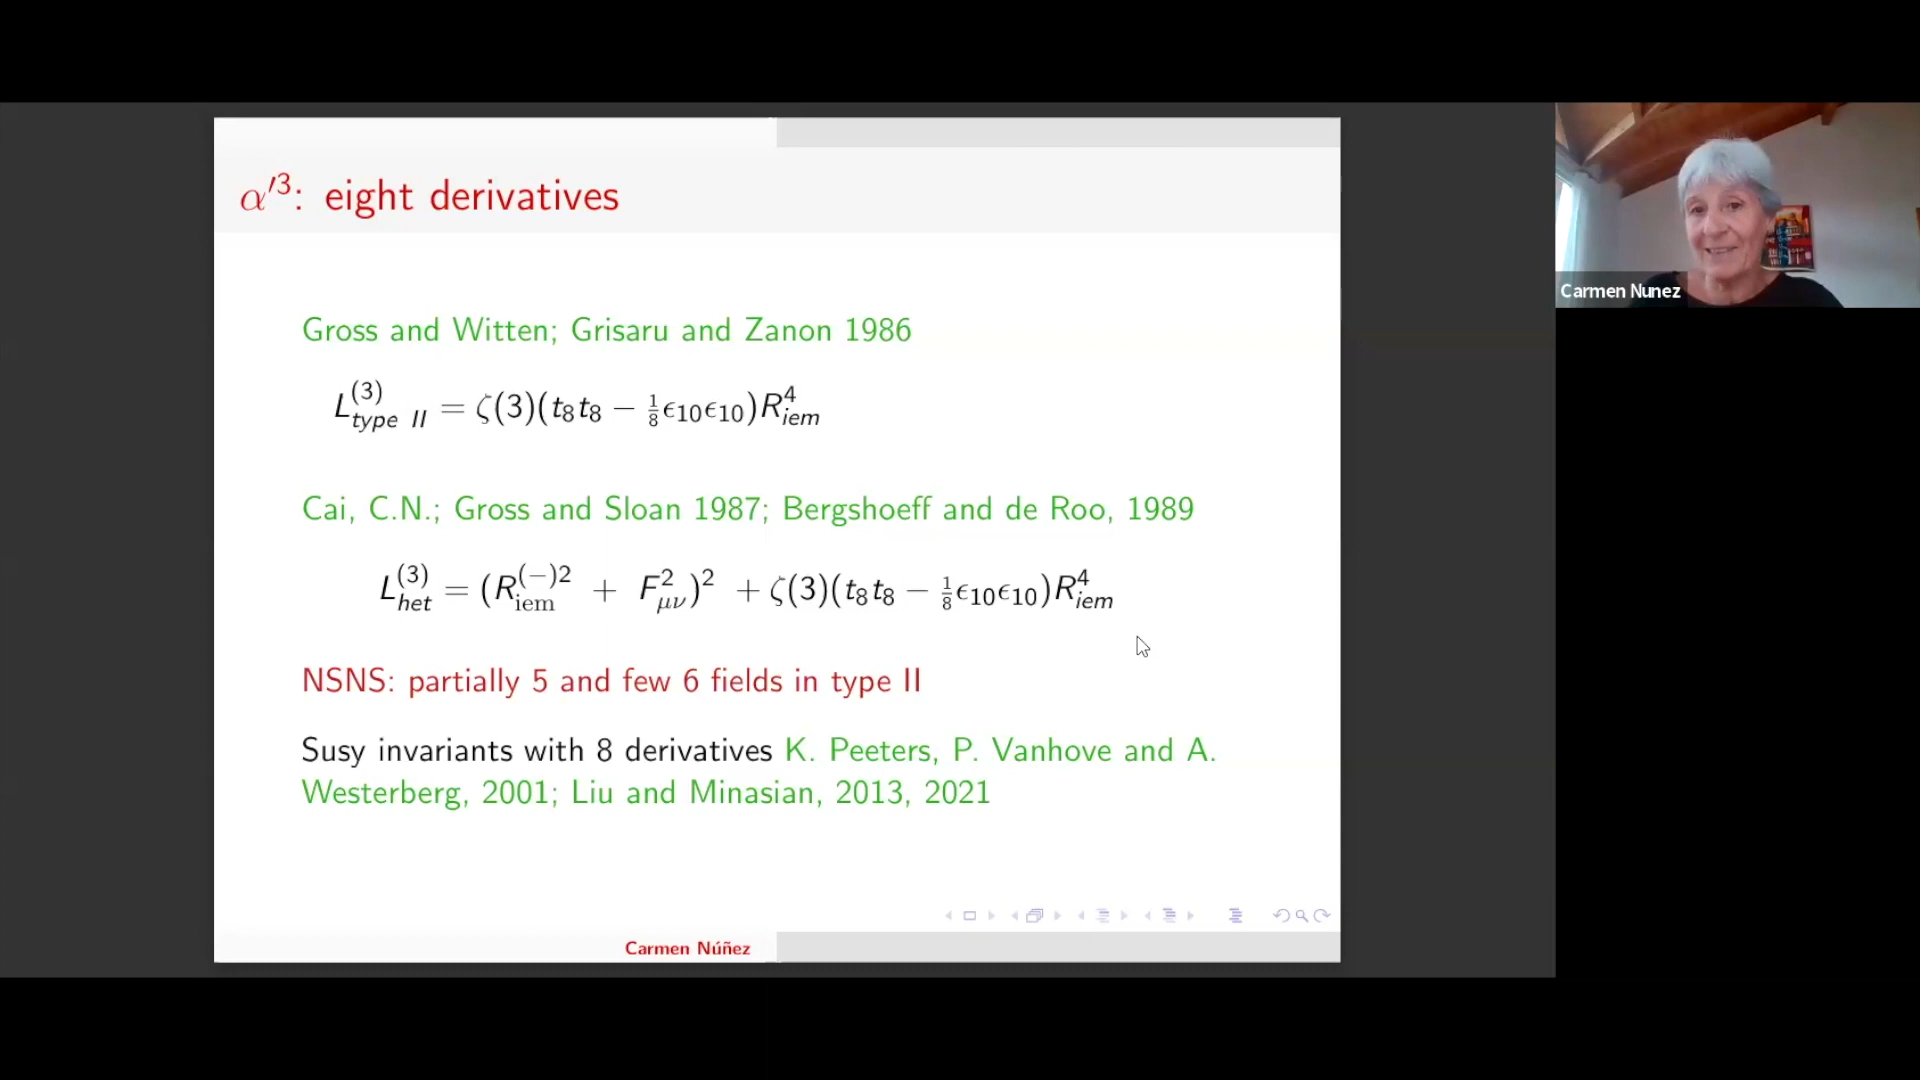 α′³: eight derivatives
Gross and Witten; Grisaru and Zanon 1986
L^{(3)}_{type II} = ζ(3)(t₈t₈ − ⅛ϵ₁₀ϵ₁₀)R⁴_{iem}
Cai, C.N.; Gross and Sloan 1987; Bergshoeff and de Roo, 1989
L^{(3)}_{het} = (R^{(−)2}_{iem} + F²_{μν})² + ζ(3)(t₈t₈ − ⅛ϵ₁₀ϵ₁₀)R⁴_{iem}
NSNS: partially 5 and few 6 fields in type II
Susy invariants with 8 derivatives K. Peeters, P. Vanhove and A.
Westerberg, 2001; Liu and Minasian, 2013, 2021
Carmen Núñez
Carmen Nunez